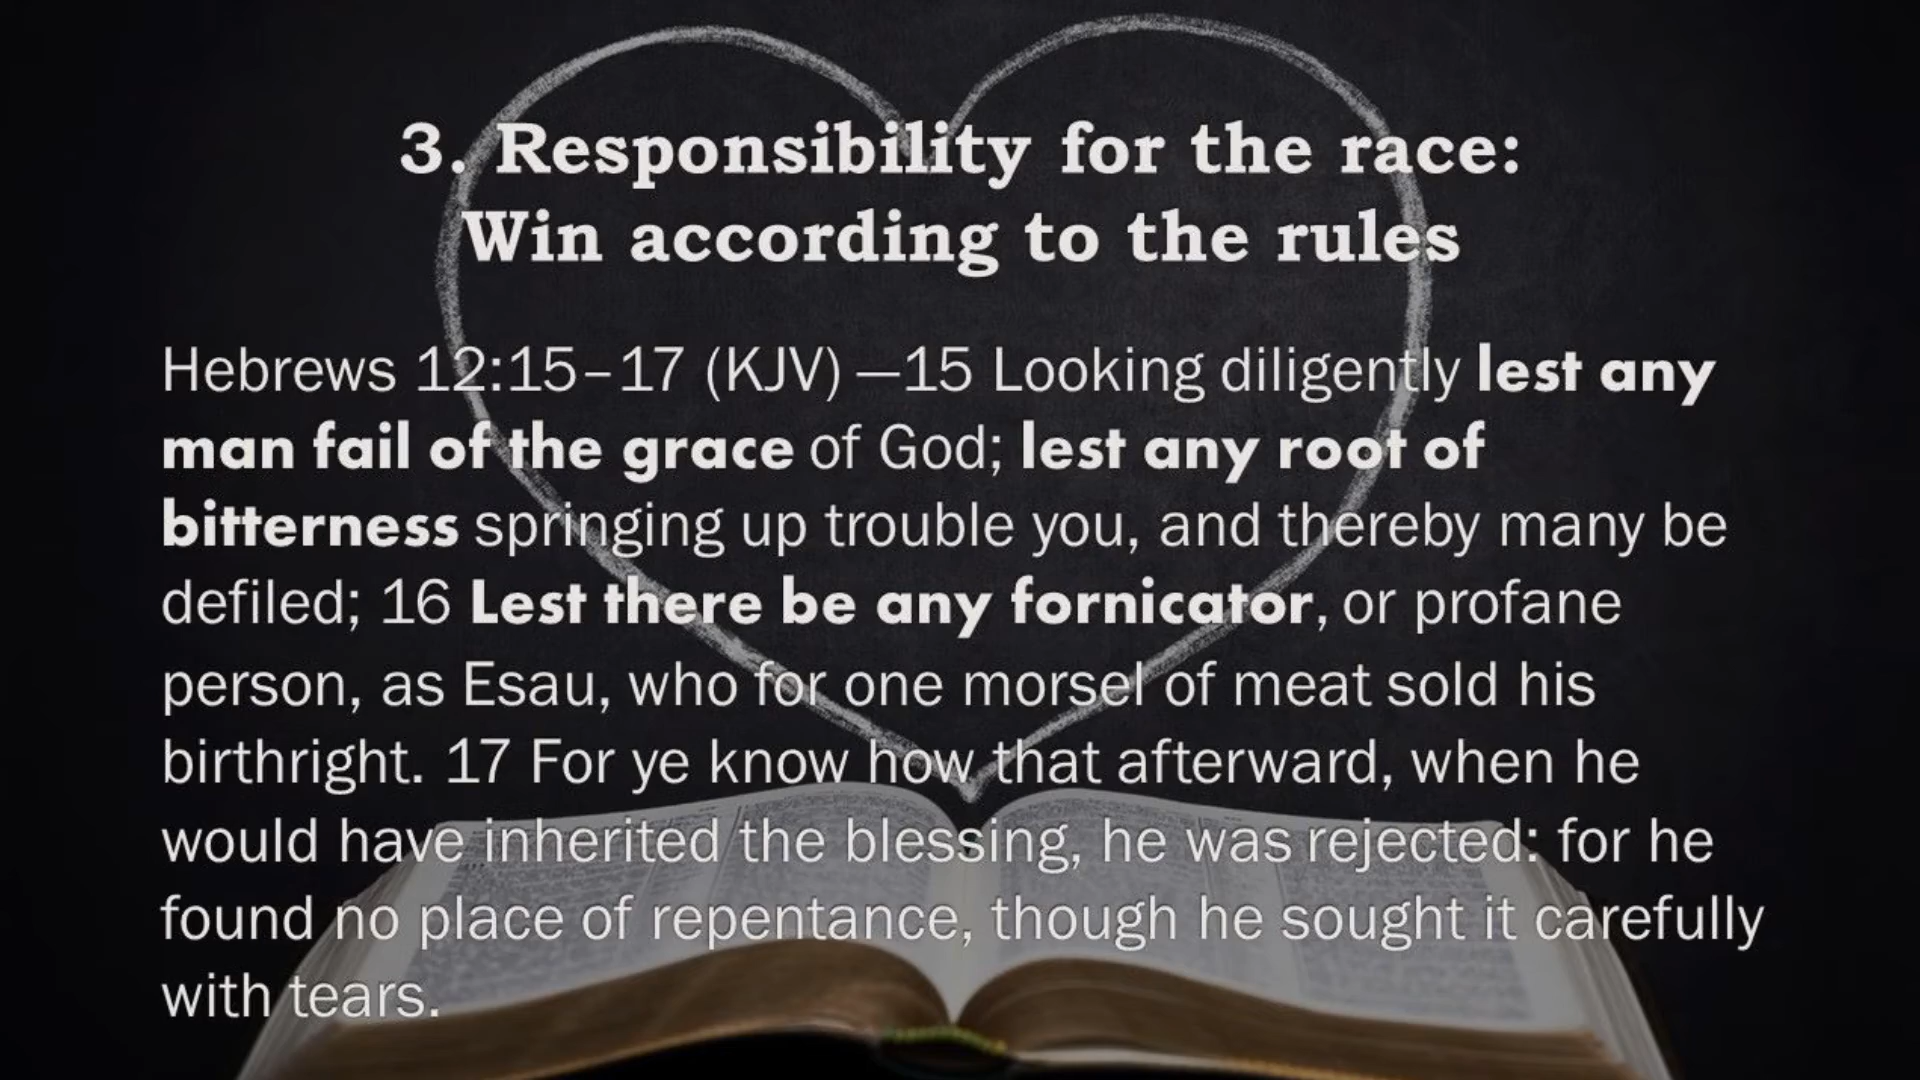 3. Responsibility for the race:
Win according to the rules
Hebrews 12:15–17 (KJV) —15 Looking diligently lest any
man fail of the grace of God; lest any root of
bitterness springing up trouble you, and thereby many be
defiled; 16 Lest there be any fornicator, or profane
person, as Esau, who for one morsel of meat sold his
birthright. 17 For ye know how that afterward, when he
would have inherited the blessing, he was rejected: for he
found no place of repentance, though he sought it carefully
with tears.